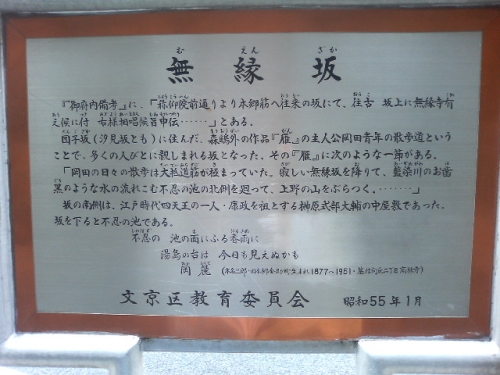 無縁坂
むえんざか
『御府内備考』に、「称仰院前通りより本郷筋へ往来の坂にて、往古 坂上に無縁寺有
之候に付 右様相唱候旨申伝……」とある。
団子坂（汐見坂とも）に住んだ、森鷗外の作品『雁』の主人公岡田青年の散歩道という
ことで、多くの人びとに親しまれる坂となった。その『雁』に次のような一節がある。
「岡田の日々の散歩は大抵道筋が極まっていた。寂しい無縁坂を降りて、藍染川のお歯
黒のような水の流れこむ不忍の池の北側を廻って、上野の山をぶらつく。………」
坂の南側は、江戸時代四天王の一人・康政を祖とする榊原式部大輔の中屋敷であった。
坂を下ると不忍の池である。
不忍の 池の面にふる春雨に
湯島の台は 今日も見えぬかも
岡 麓
1877～1951
文京区教育委員会 昭和55年1月